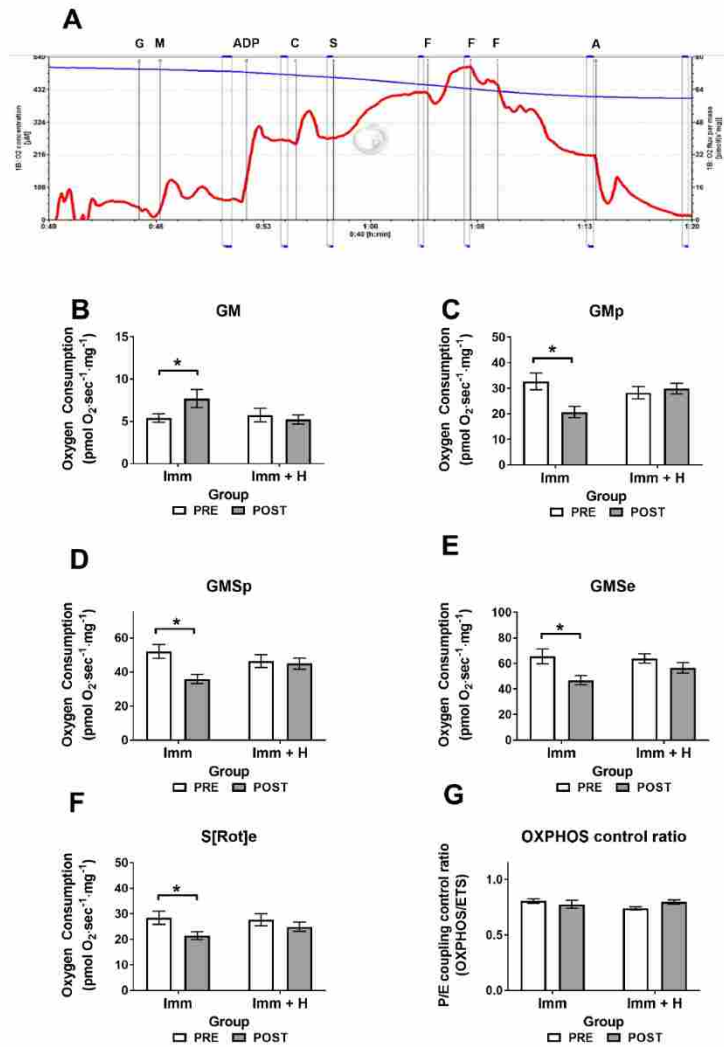 A
G M ADP C S F F F A
540
432
324
216
108
0
1B: O2 concentration
[µM]
80
64
48
32
16
0
1B: O2 flux per mass
[pmol/(s*mg)]
0:46 0:53 1:00 1:06 1:13 1:20
0:40 [h:min]
B
GM
Oxygen Consumption
(pmol O2·sec-1·mg-1)
15
10
5
0
*
Imm Imm + H
Group
PRE POST
C
GMp
Oxygen Consumption
(pmol O2·sec-1·mg-1)
50
40
30
20
10
0
*
Imm Imm + H
Group
PRE POST
D
GMSp
Oxygen Consumption
(pmol O2·sec-1·mg-1)
60
40
20
0
*
Imm Imm + H
Group
PRE POST
E
GMSe
Oxygen Consumption
(pmol O2·sec-1·mg-1)
100
80
60
40
20
0
*
Imm Imm + H
Group
PRE POST
F
S[Rot]e
Oxygen Consumption
(pmol O2·sec-1·mg-1)
50
40
30
20
10
0
*
Imm Imm + H
Group
PRE POST
G
OXPHOS control ratio
P/E coupling control ratio
(OXPHOS/ETS)
1.0
0.5
0.0
Imm Imm + H
Group
PRE POST